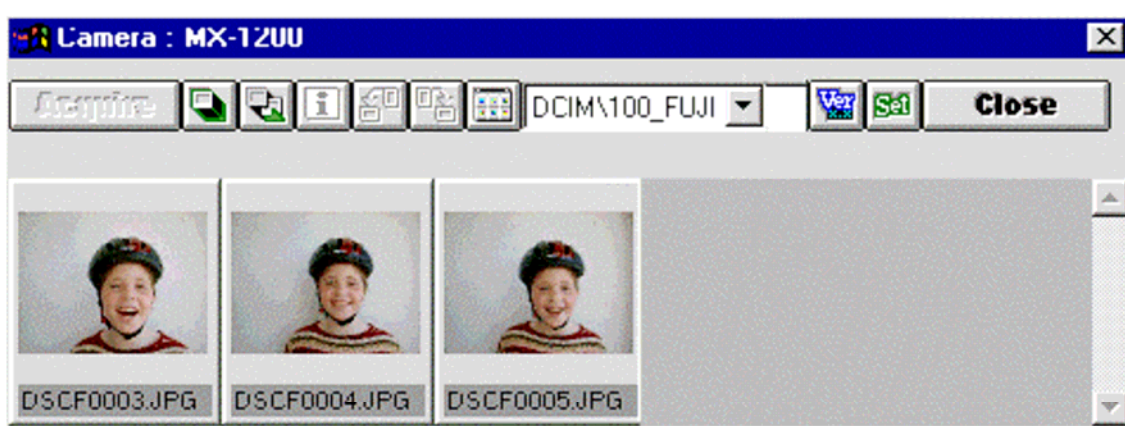 Camera : MX-1200
Acquire DCIM\100_FUJI Ver x.x Set Close
DSCF0003.JPG DSCF0004.JPG DSCF0005.JPG